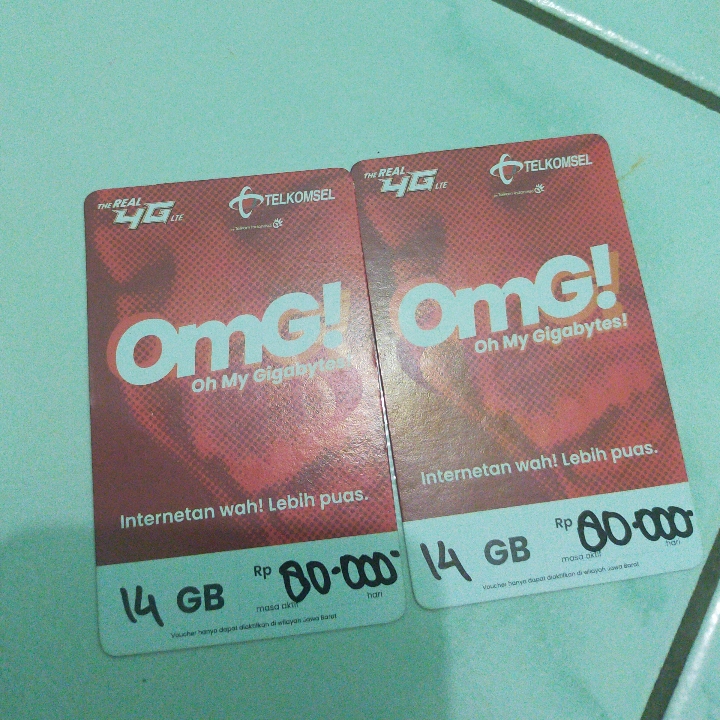 THE REAL
4G LTE
TELKOMSEL
OmG!
Oh My Gigabytes
Internetan wah! Lebih puas.
14 GB
Rp 80.000-
masa aktif hari
Voucher hanya dapat diaktifkan di wilayah Jawa Barat
THE REAL
4G LTE
TELKOMSEL
OmG!
Oh My Gigabytes!
Internetan wah! Lebih puas.
14 GB
Rp 80.000-
masa aktif hari
Voucher hanya dapat diaktifkan di wilayah Jawa Barat